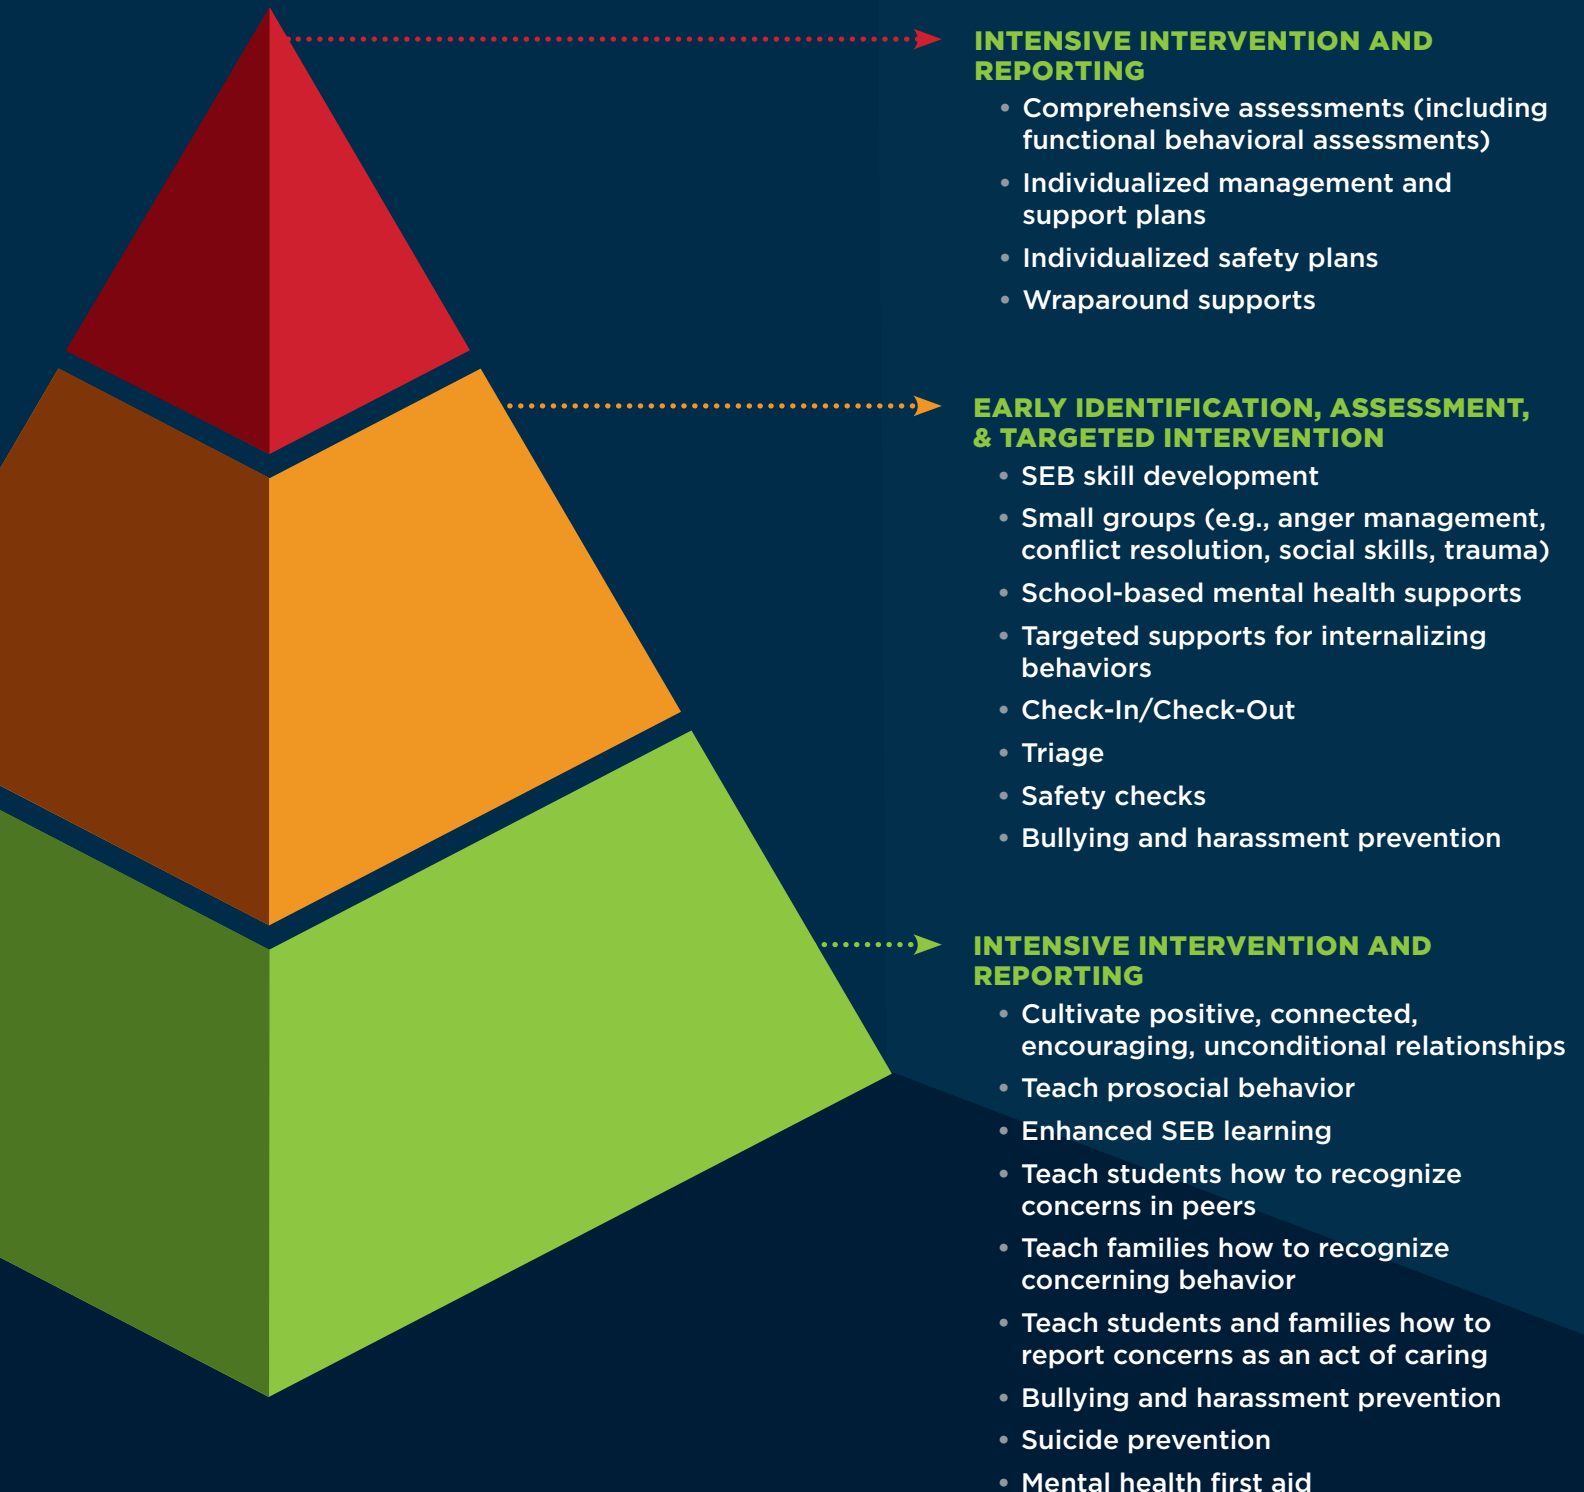 INTENSIVE INTERVENTION AND
REPORTING
• Comprehensive assessments (including
functional behavioral assessments)
• Individualized management and
support plans
• Individualized safety plans
• Wraparound supports
EARLY IDENTIFICATION, ASSESSMENT,
& TARGETED INTERVENTION
• SEB skill development
• Small groups (e.g., anger management,
conflict resolution, social skills, trauma)
• School-based mental health supports
• Targeted supports for internalizing
behaviors
• Check-In/Check-Out
• Triage
• Safety checks
• Bullying and harassment prevention
INTENSIVE INTERVENTION AND
REPORTING
• Cultivate positive, connected,
encouraging, unconditional relationships
• Teach prosocial behavior
• Enhanced SEB learning
• Teach students how to recognize
concerns in peers
• Teach families how to recognize
concerning behavior
• Teach students and families how to
report concerns as an act of caring
• Bullying and harassment prevention
• Suicide prevention
• Mental health first aid